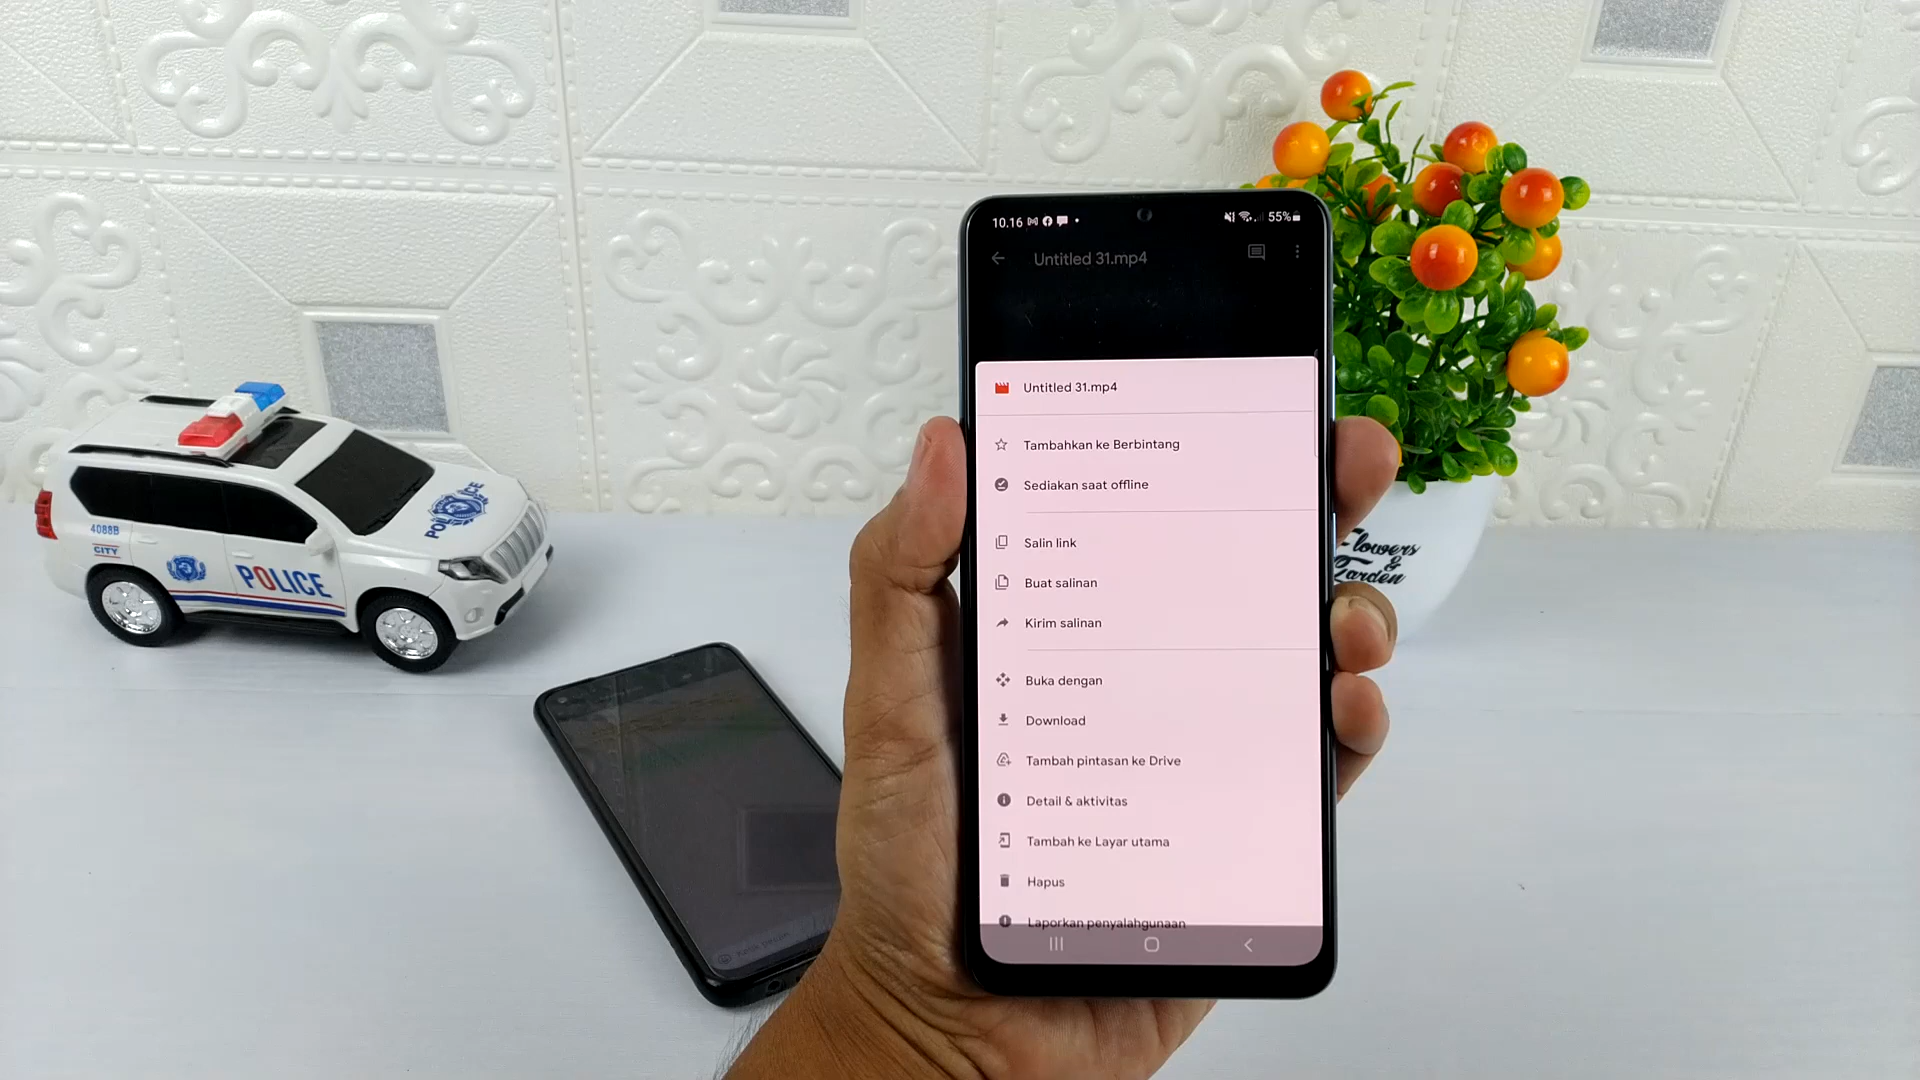 10.16
55%
Untitled 31.mp4
Untitled 31.mp4
Tambahkan ke Berbintang
Sediakan saat offline
Salin link
Buat salinan
Kirim salinan
Buka dengan
Download
Tambah pintasan ke Drive
Detail & aktivitas
Tambah ke Layar utama
Hapus
Laporkan penyalahgunaan
POLICE
4088B
CITY
POLICE
Flowers
&
Garden